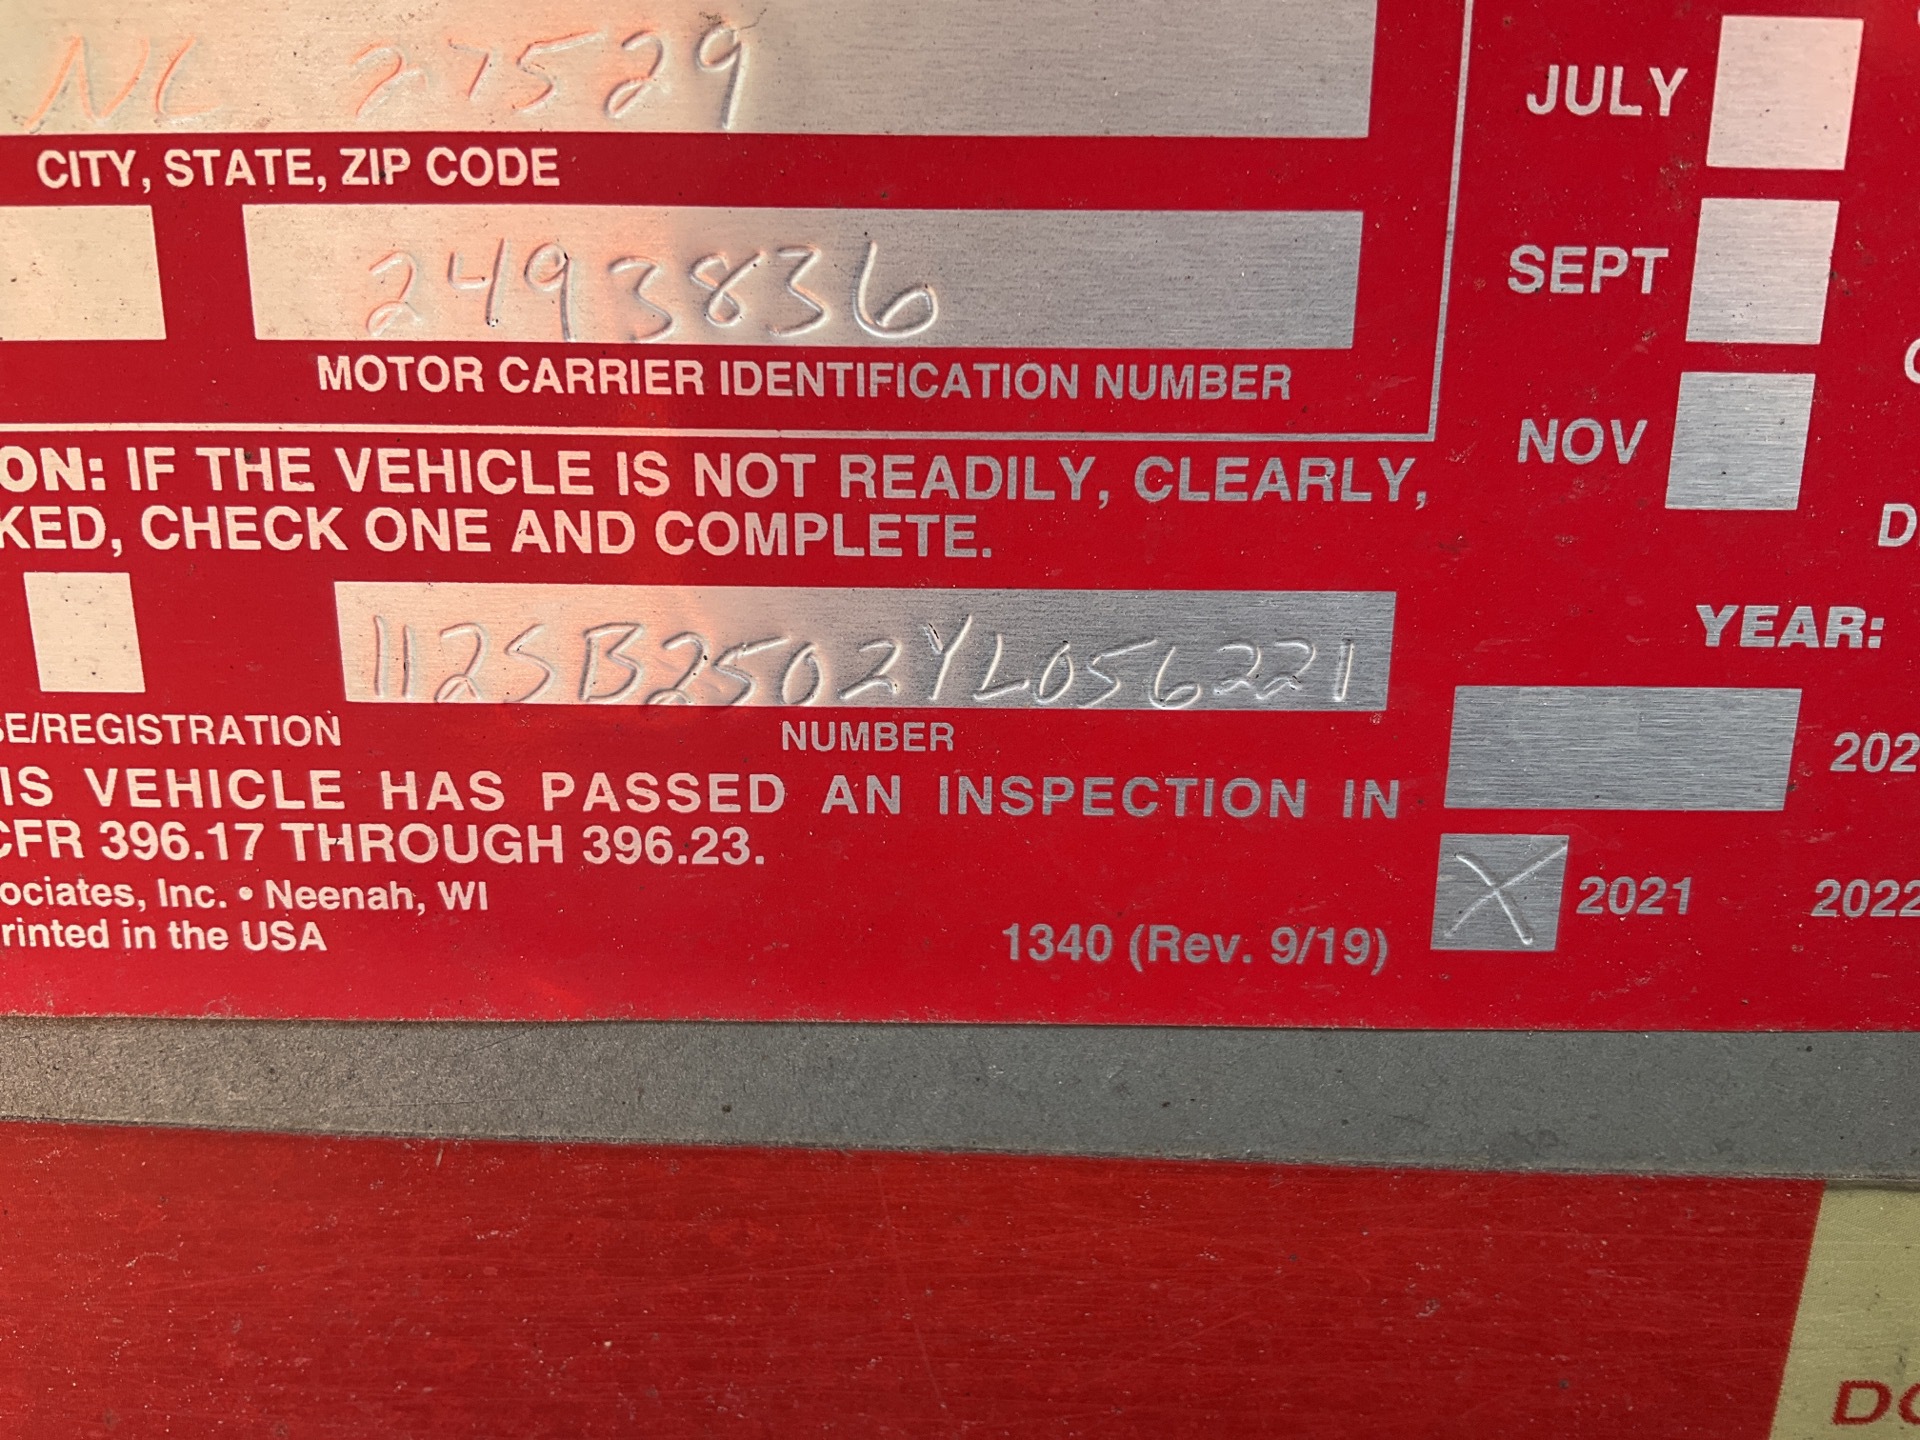 NC 27529
CITY, STATE, ZIP CODE
2493836
MOTOR CARRIER IDENTIFICATION NUMBER
ON: IF THE VEHICLE IS NOT READILY, CLEARLY,
KED, CHECK ONE AND COMPLETE.
112SB2502YL056221
SE/REGISTRATION
NUMBER
IS VEHICLE HAS PASSED AN INSPECTION IN
CFR 396.17 THROUGH 396.23.
ociates, Inc. • Neenah, WI
rinted in the USA
1340 (Rev. 9/19)
JULY
SEPT
NOV
D
YEAR:
202
X 2021 2022
DO